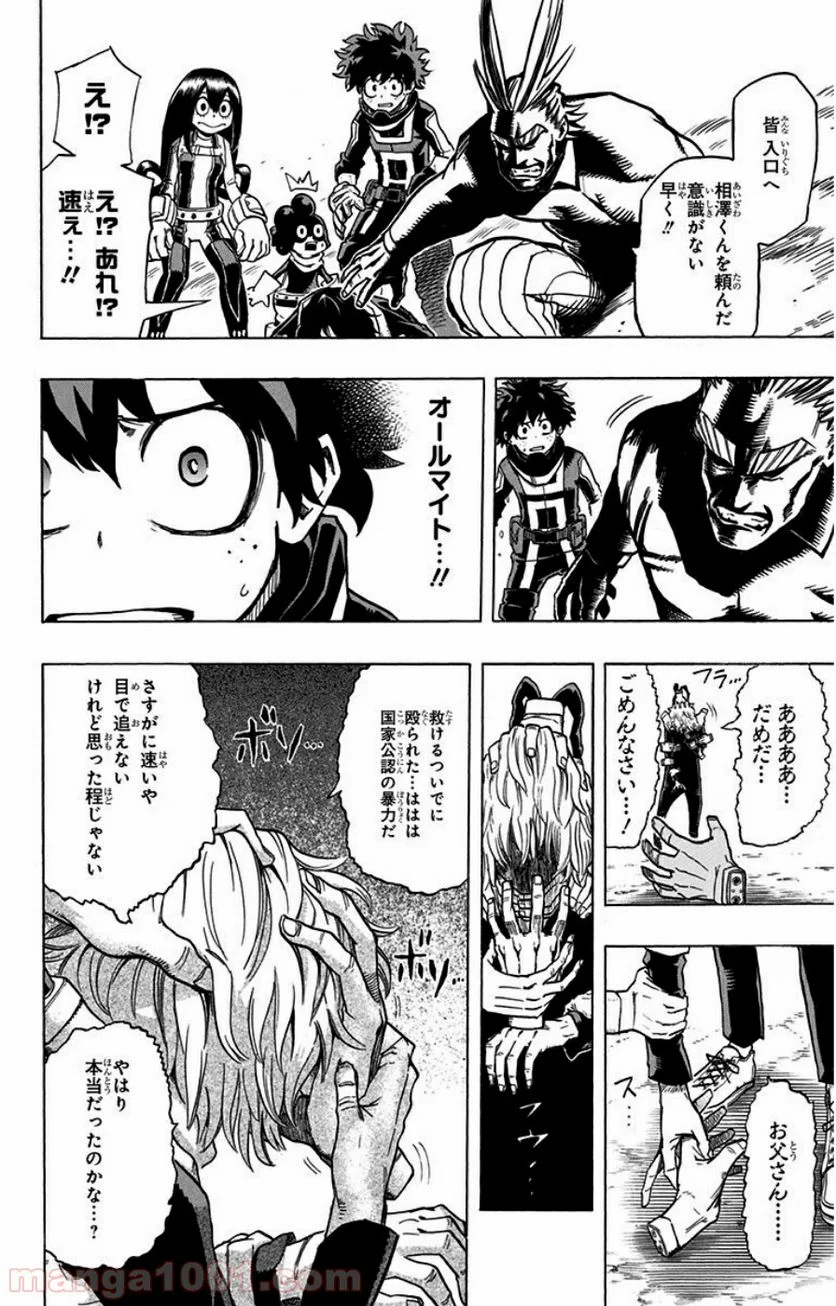 皆入口へ
相澤くんを頼んだ
意識がない
早く!!
え!?
え!?あれ!?
速え…!!
オールマイト…!!
フラ…
ああああ…
だめだ…
ごめんなさい…!
ス…
お父さん……
フッ…
救けるついでに
殴られた…ははは
国家公認の暴力だ
ボソ…
ボソ…
さすがに速いや
目で追えない
けれど思った程じゃない
やはり
本当だったのかな…?
manga1001.com